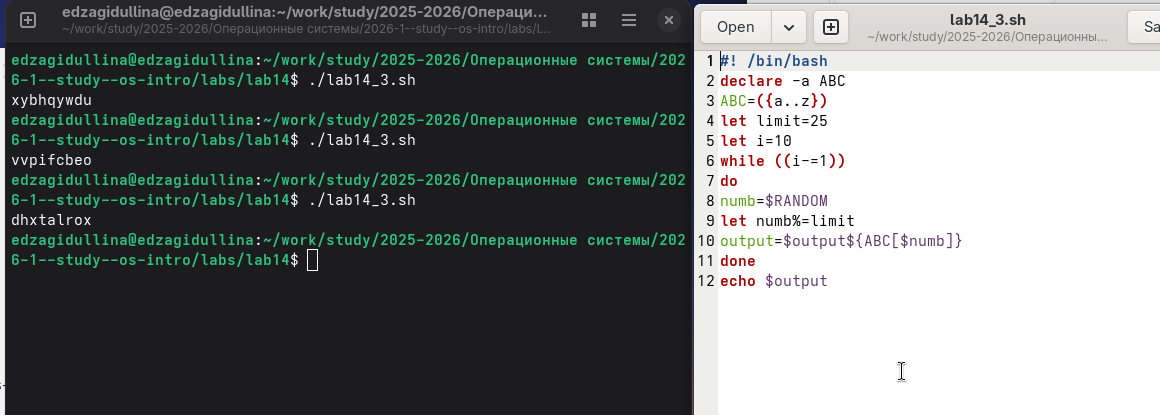 edzagidullina@edzagidullina:~/work/study/2025-2026/Операци...
~/work/study/2025-2026/Операционные системы/2026-1--study--os-intro/labs/l...
edzagidullina@edzagidullina:~/work/study/2025-2026/Операционные системы/202
6-1--study--os-intro/labs/lab14$ ./lab14_3.sh
xybhqywdu
edzagidullina@edzagidullina:~/work/study/2025-2026/Операционные системы/202
6-1--study--os-intro/labs/lab14$ ./lab14_3.sh
vvpifcbeo
edzagidullina@edzagidullina:~/work/study/2025-2026/Операционные системы/202
6-1--study--os-intro/labs/lab14$ ./lab14_3.sh
dhxtalrox
edzagidullina@edzagidullina:~/work/study/2025-2026/Операционные системы/202
6-1--study--os-intro/labs/lab14$
Open
lab14_3.sh
~/work/study/2025-2026/Операционны...
Sa
1 #! /bin/bash
2 declare -a ABC
3 ABC=({a..z})
4 let limit=25
5 let i=10
6 while ((i-=1))
7 do
8 numb=$RANDOM
9 let numb%=limit
10 output=$output${ABC[$numb]}
11 done
12 echo $output